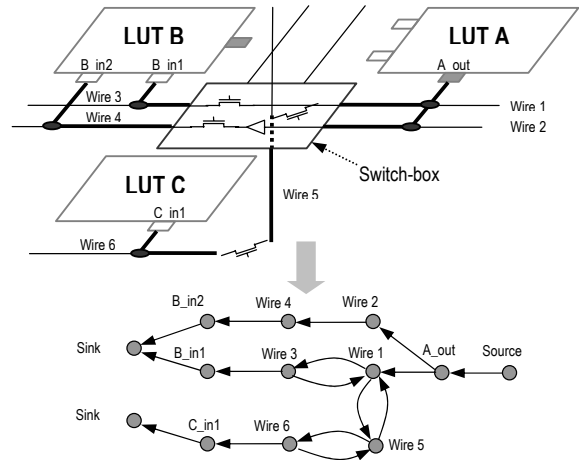 LUT B
LUT A
B_in2
B_in1
A_out
Wire 3
Wire 1
Wire 4
Wire 2
Switch-box
LUT C
Wire 5
C_in1
Wire 6
B_in2
Wire 4
Wire 2
Sink
B_in1
Wire 3
Wire 1
A_out
Source
Sink
C_in1
Wire 6
Wire 5